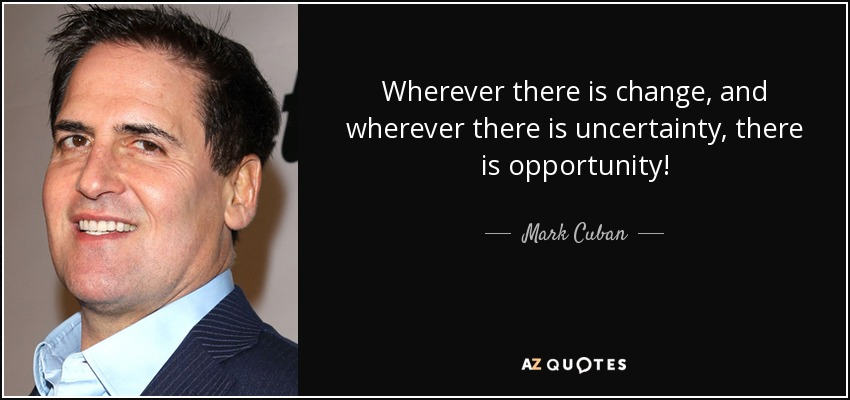 Wherever there is change, and
wherever there is uncertainty, there
is opportunity!
Mark Cuban
AZ QUOTES